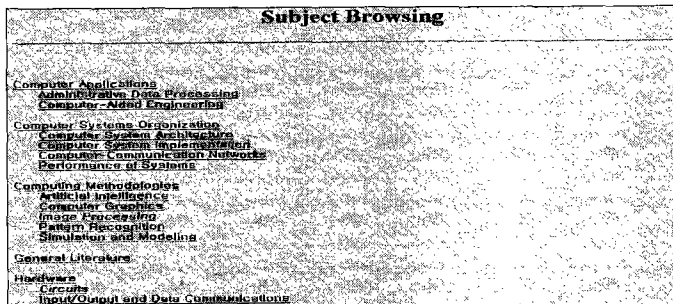 Subject Browsing
Computer Applications
Administrative Data Processing
Computer-Aided Engineering
Computer Systems Organization
Computer System Architecture
Computer System Implementation
Computer-Communication Networks
Performance of Systems
Computing Methodologies
Artificial Intelligence
Computer Graphics
Image Processing
Pattern Recognition
Simulation and Modeling
General Literature
Hardware
Circuits
Input/Output and Data Communications